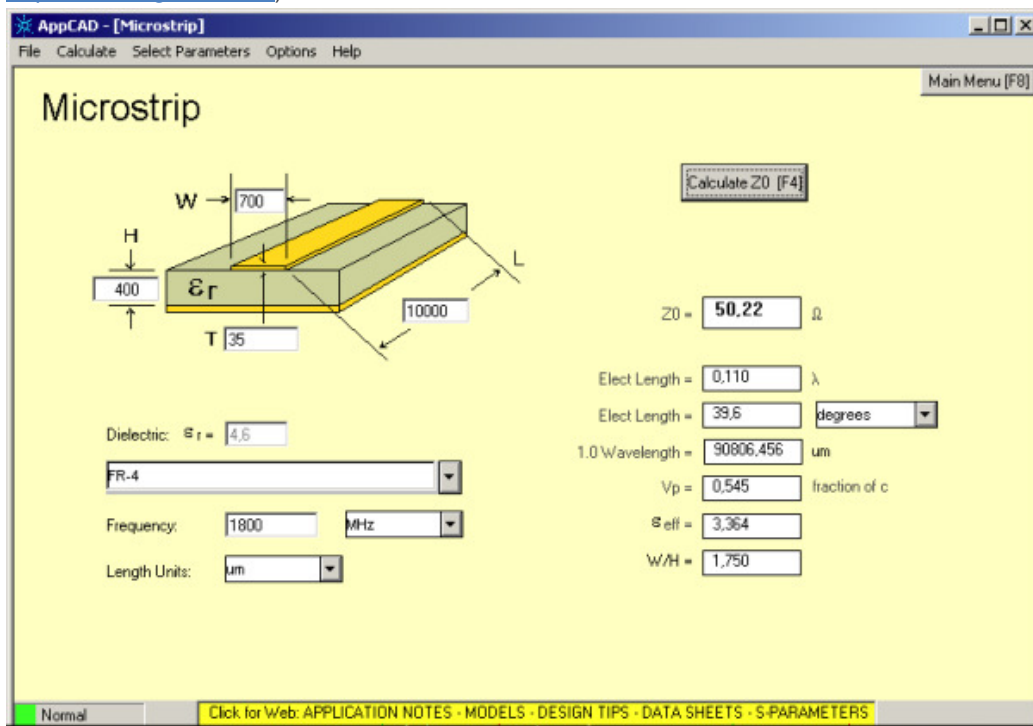 AppCAD - [Microstrip]
File Calculate Select Parameters Options Help
Main Menu [F8]
Microstrip
Calculate Z0 [F4]
W 700
H
400
εr
L
10000
T 35
Z0 = 50,22 Ω
Elect Length = 0,110 λ
Elect Length = 39,6 degrees
1.0 Wavelength = 90806,456 um
Vp = 0,545 fraction of c
εeff = 3,364
W/H = 1,750
Dielectric: εr = 4,6
FR-4
Frequency: 1800 MHz
Length Units: um
Normal
Click for Web: APPLICATION NOTES - MODELS - DESIGN TIPS - DATA SHEETS - S-PARAMETERS